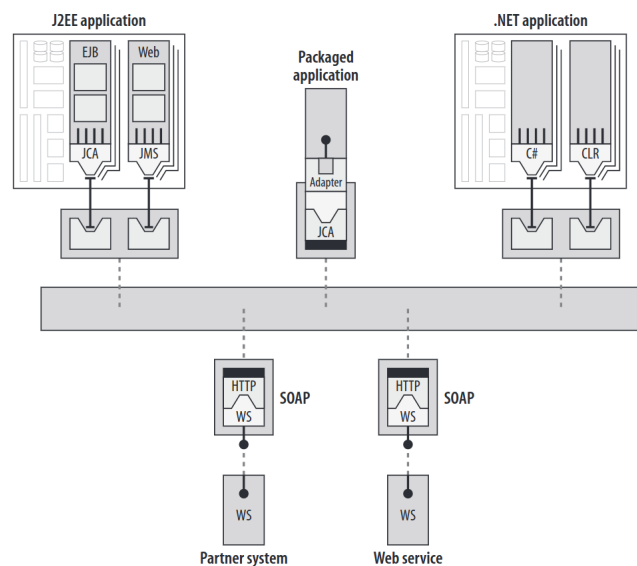 J2EE application
.NET application
EJB
Web
Packaged
application
JCA
JMS
C#
CLR
Adapter
JCA
HTTP
WS
SOAP
HTTP
WS
SOAP
WS
WS
Partner system
Web service